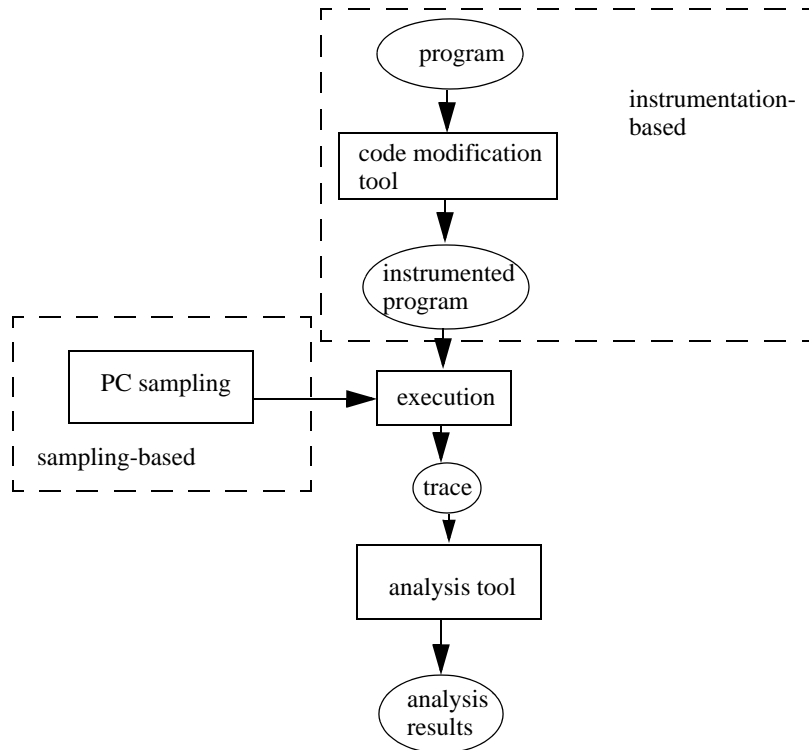 program
instrumentation-
based
code modification
tool
instrumented
program
PC sampling
execution
sampling-based
trace
analysis tool
analysis
results